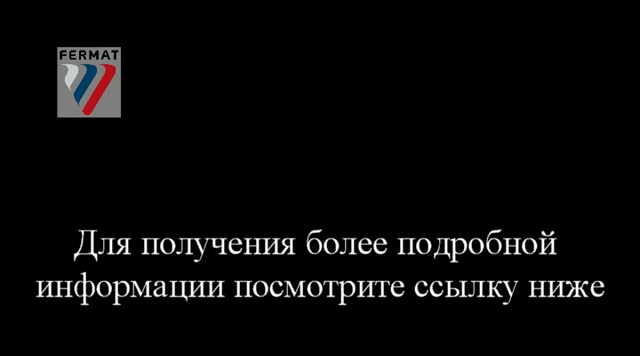 FERMAT
Для получения более подробной
информации посмотрите ссылку ниже